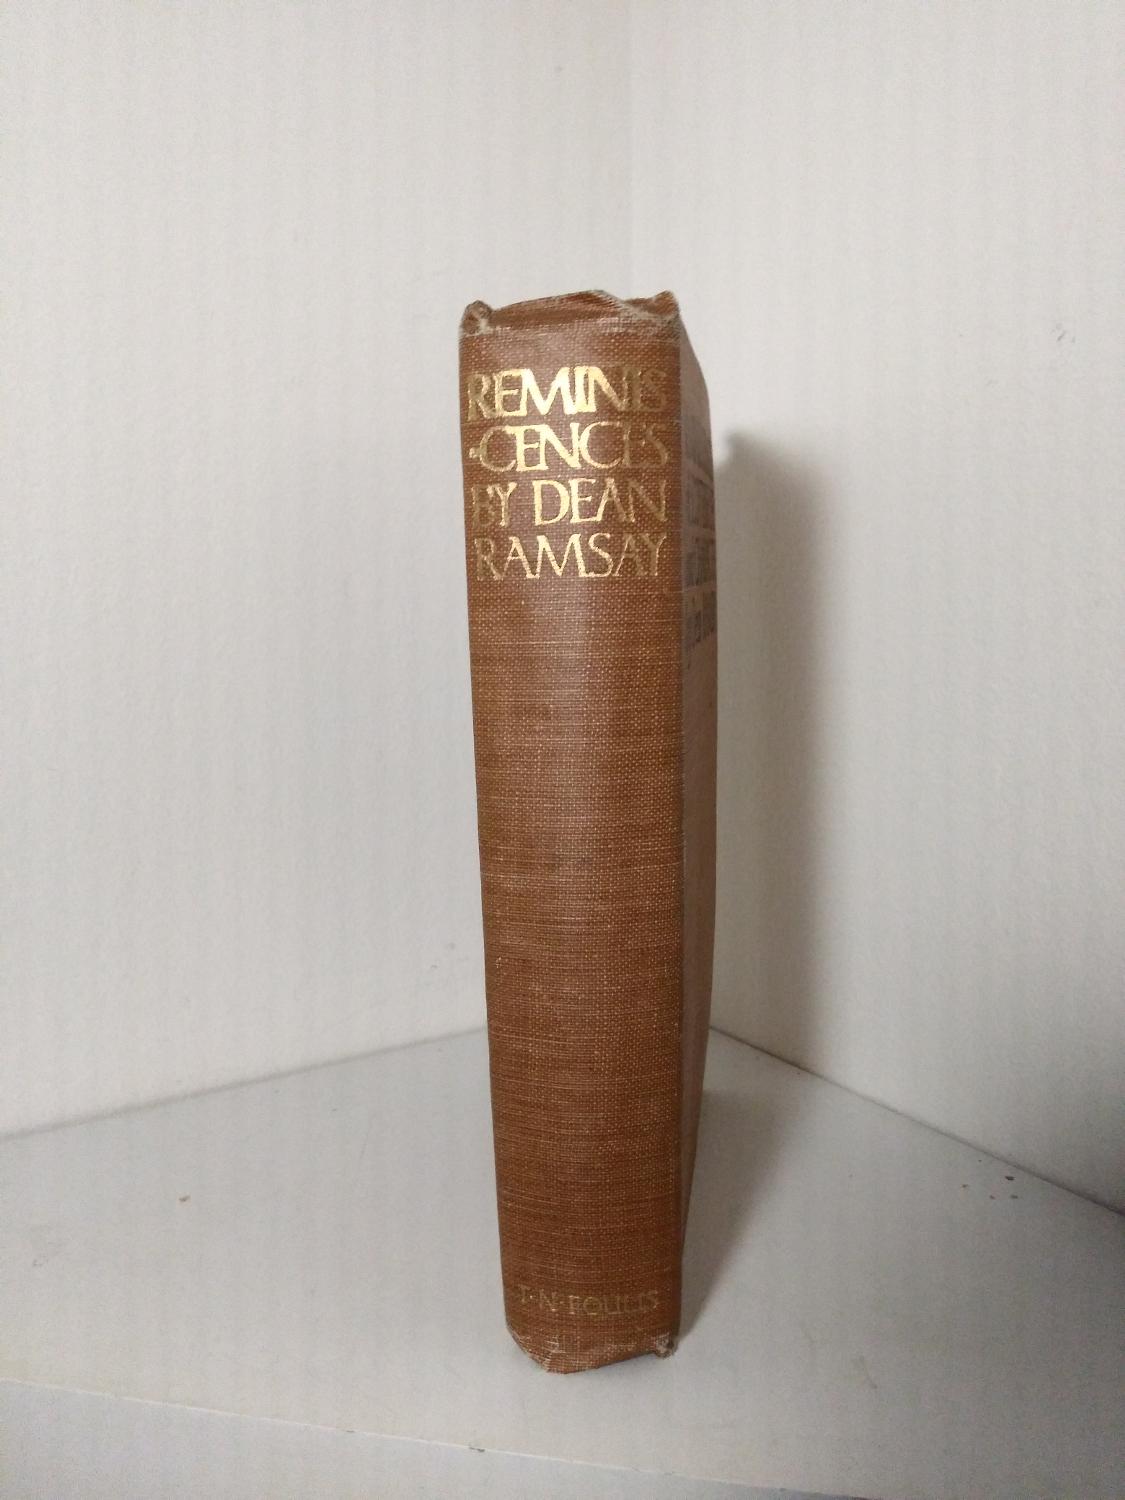 REMINIS
-CENCES
BY DEAN
RAMSAY
T·N·FOULIS